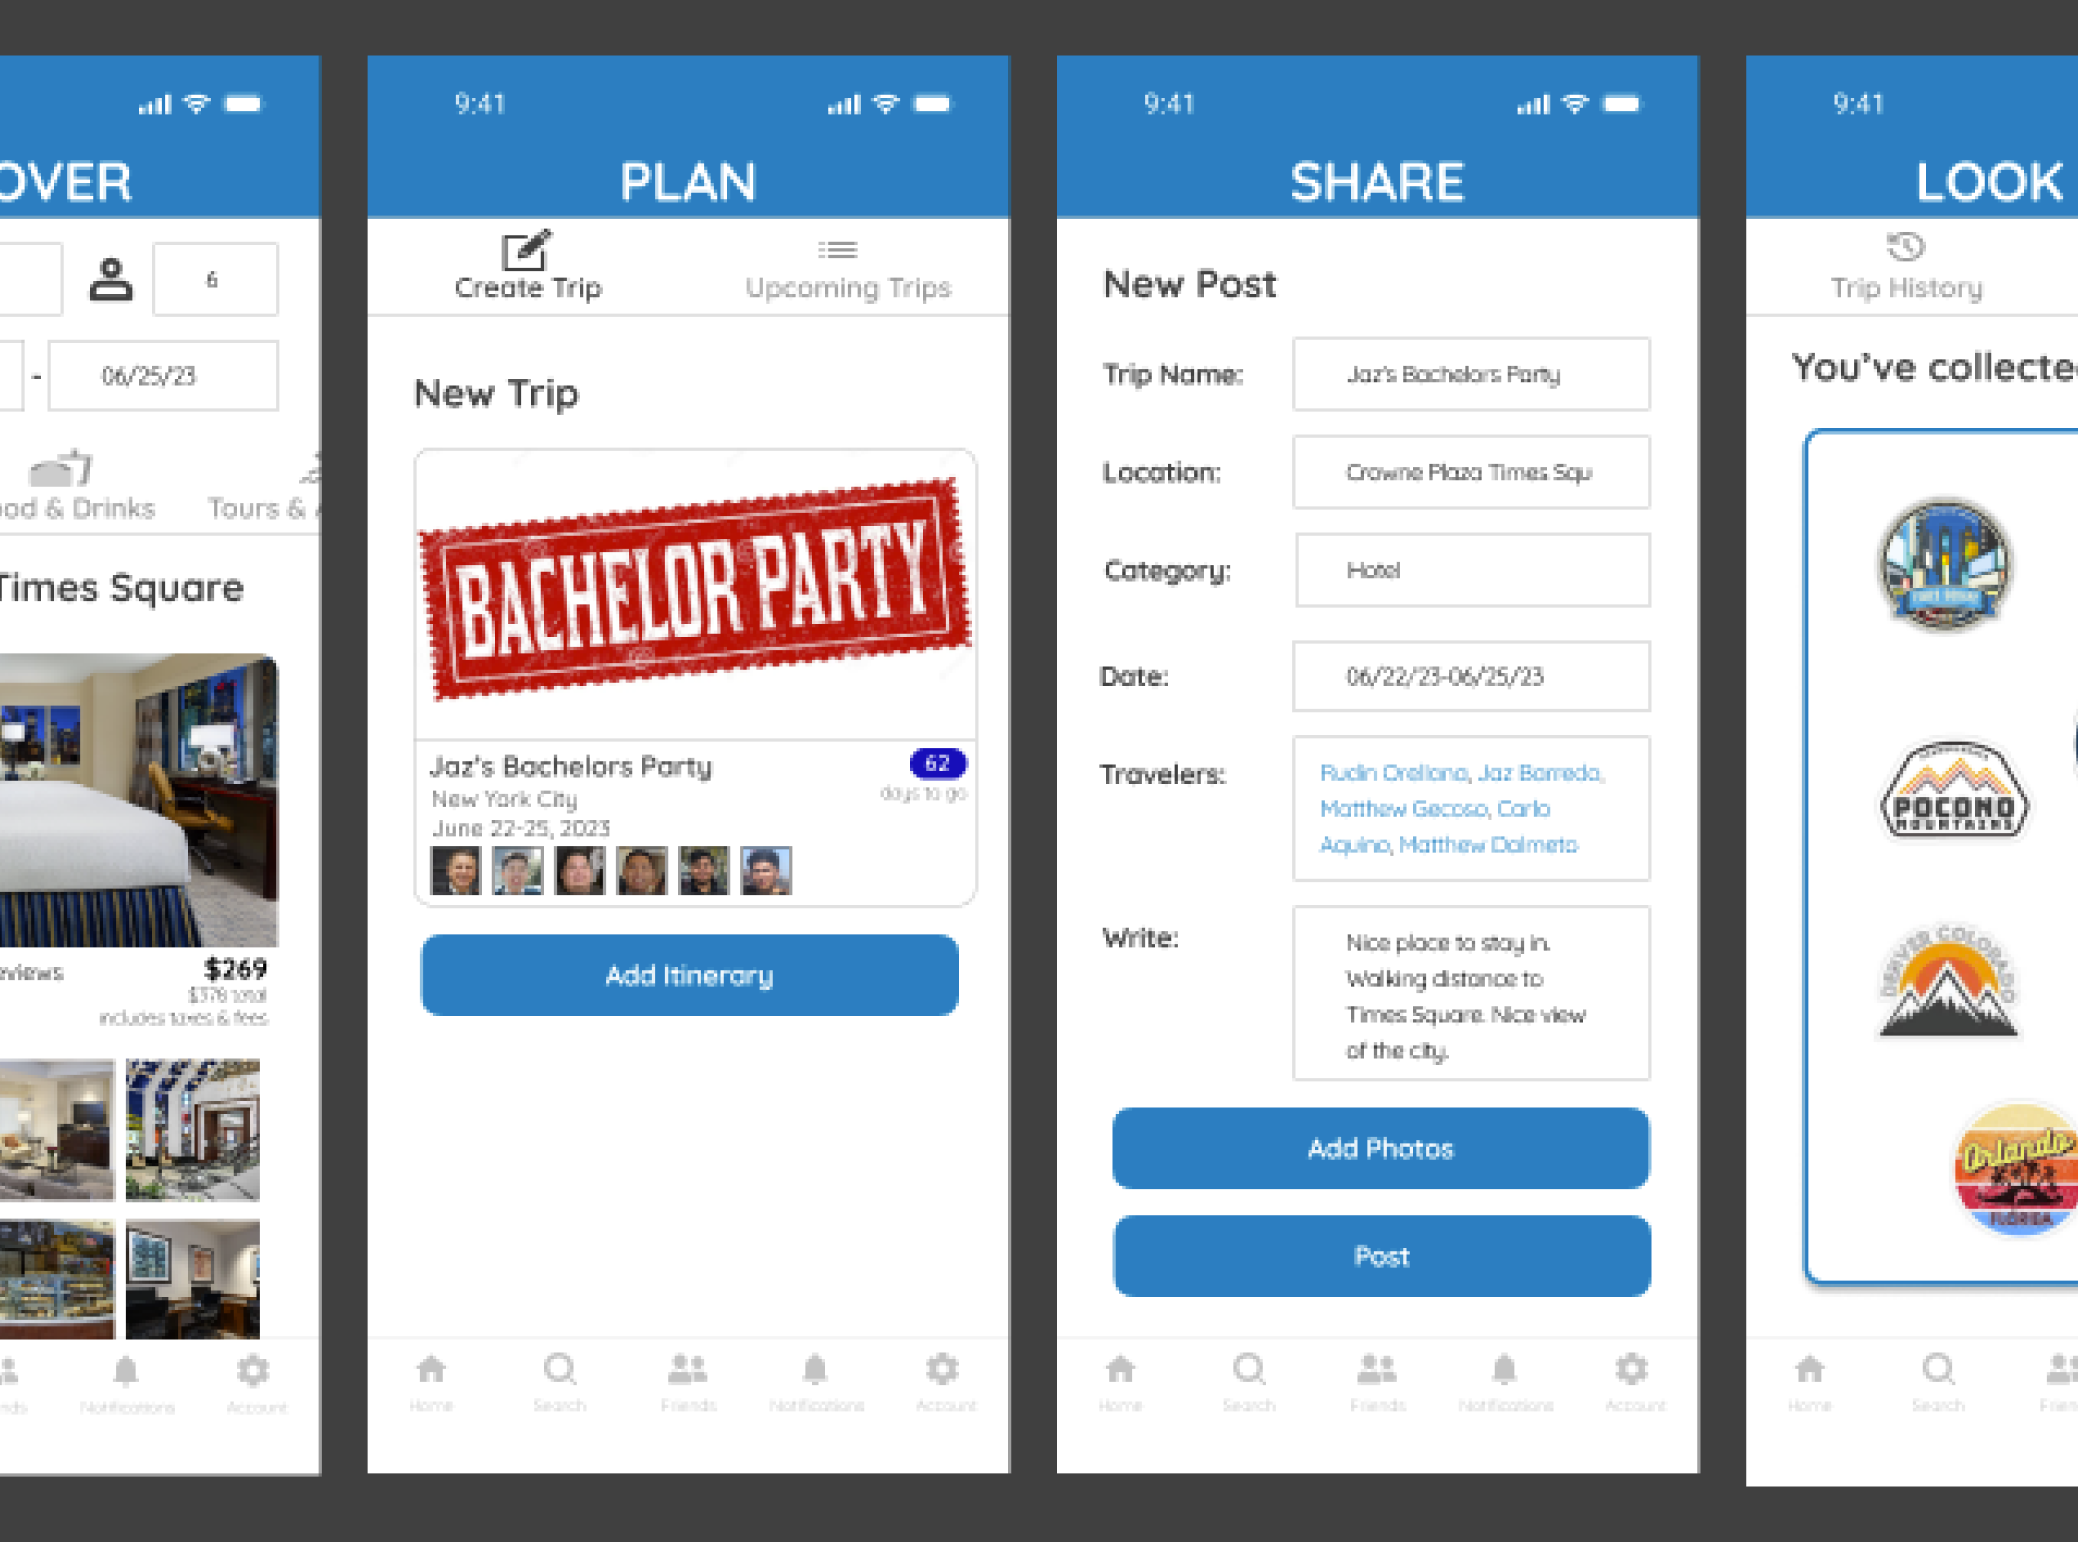 OVER
6
- 06/25/23
ood & Drinks
Tours &
Times Square
eviews
$269
includes taxes & fees
Notifications
Account
9:41
PLAN
Create Trip
Upcoming Trips
New Trip
BACHELOR PARTY
Jaz's Bachelors Party
62
New York City
days to go
June 22-25, 2023
Add Itinerary
Home
Search
Friends
Notifications
Account
9:41
SHARE
New Post
Trip Name:
Jaz's Bachelors Party
Location:
Crowne Plaza Times Squ
Category:
Hotel
Date:
06/22/23-06/25/23
Travelers:
Rudin Orellana, Jaz Barreda,
Matthew Gecoso, Carlo
Aquino, Matthew Dalmeta
Write:
Nice place to stay in.
Walking distance to
Times Square. Nice view
of the city.
Add Photos
Post
Home
Search
Friends
Notifications
Account
9:41
LOOK
Trip History
You've collecte
POCONO
MOUNTAINS
DENVER COLORADO
Orlando
FLORIDA
Home
Search
Frien